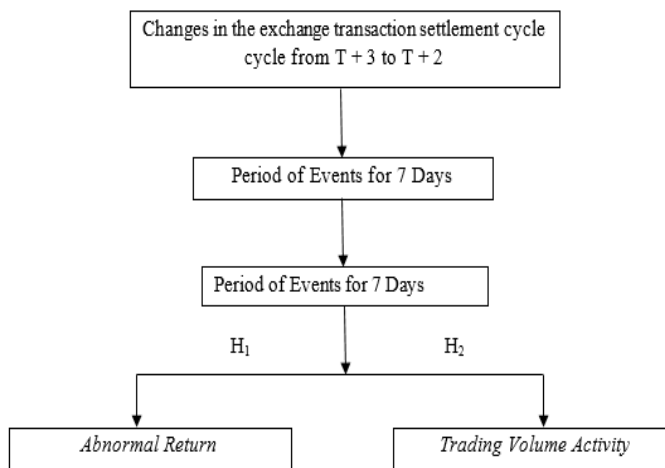 Changes in the exchange transaction settlement cycle
cycle from T + 3 to T + 2
Period of Events for 7 Days
Period of Events for 7 Days
H₁ H₂
Abnormal Return
Trading Volume Activity